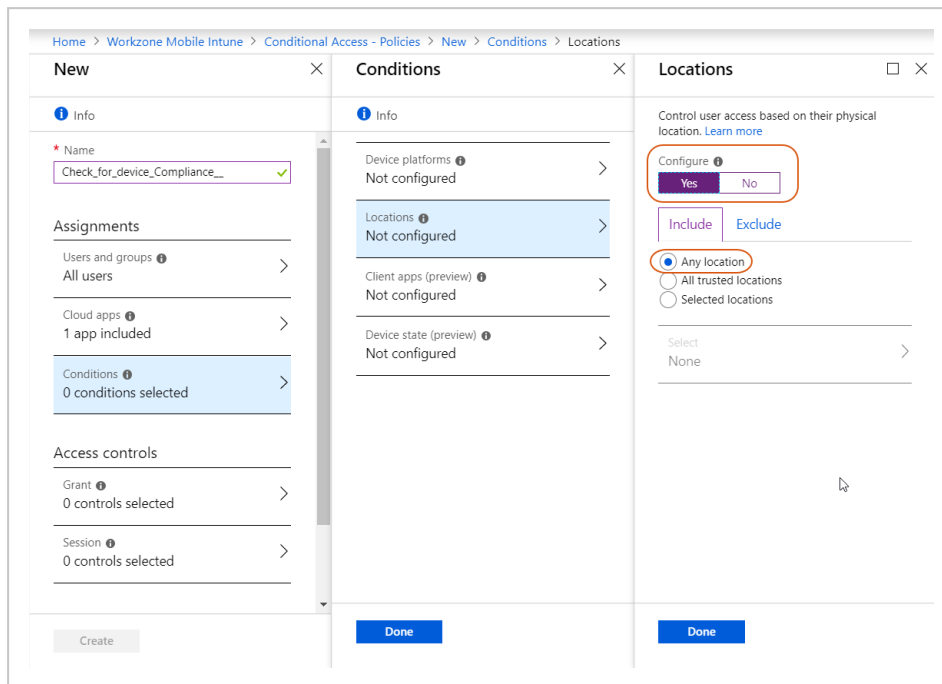 Home > Workzone Mobile Intune > Conditional Access - Policies > New > Conditions > Locations
New
Info
* Name
Check_for_device_Compliance__
Assignments
Users and groups
All users
Cloud apps
1 app included
Conditions
0 conditions selected
Access controls
Grant
0 controls selected
Session
0 controls selected
Create
Conditions
Info
Device platforms
Not configured
Locations
Not configured
Client apps (preview)
Not configured
Device state (preview)
Not configured
Done
Locations
Control user access based on their physical
location. Learn more
Configure
Yes No
Include Exclude
Any location
All trusted locations
Selected locations
Select
None
Done